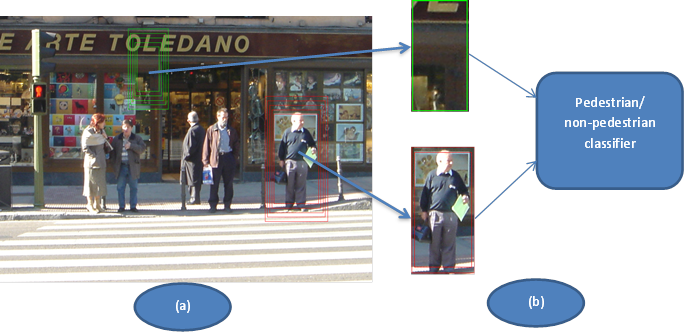 E ARTE TOLEDANO
Pedestrian/
non-pedestrian
classifier
(a)
(b)